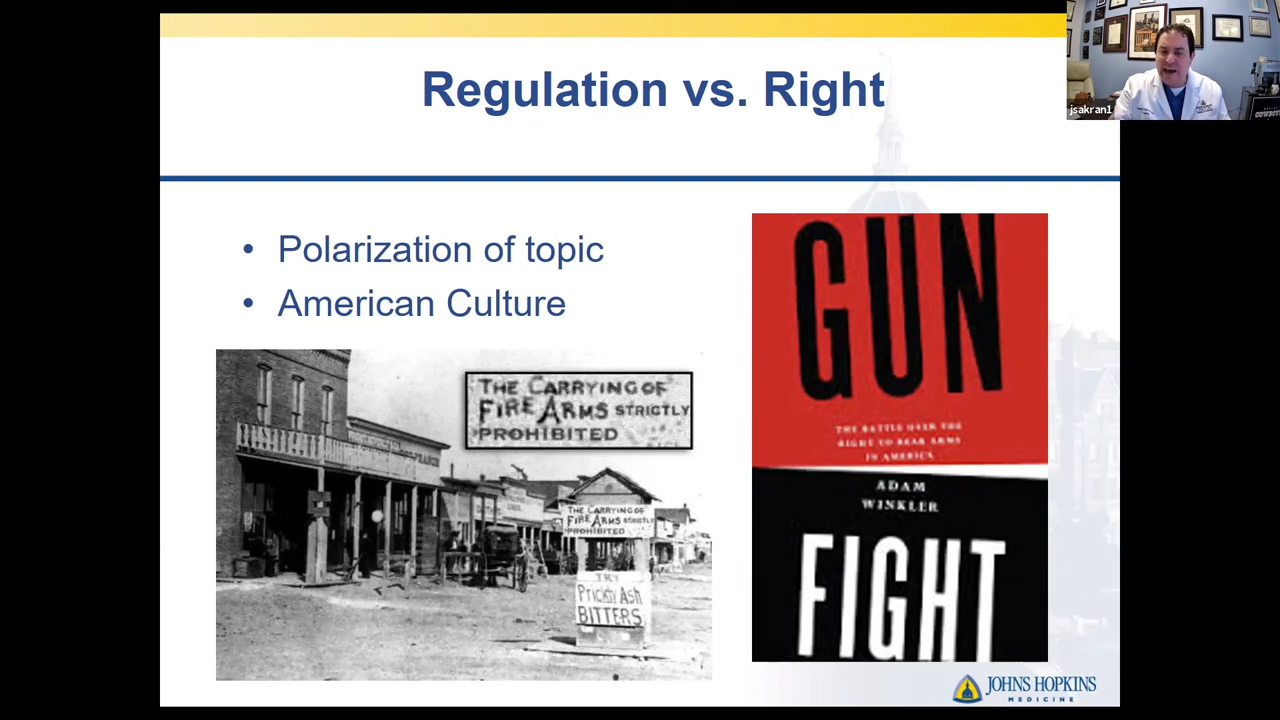 Regulation vs. Right
jsakran1
• Polarization of topic
• American Culture
THE CARRYING OF
FIRE ARMS STRICTLY
PROHIBITED
THE CARRYING OF
FIRE ARMS STRICTLY
PROHIBITED
TRY
Prickly Ash
BITTERS
GUN
THE BATTLE OVER THE
RIGHT TO BEAR ARMS
IN AMERICA
ADAM
WINKLER
FIGHT
JOHNS HOPKINS
MEDICINE